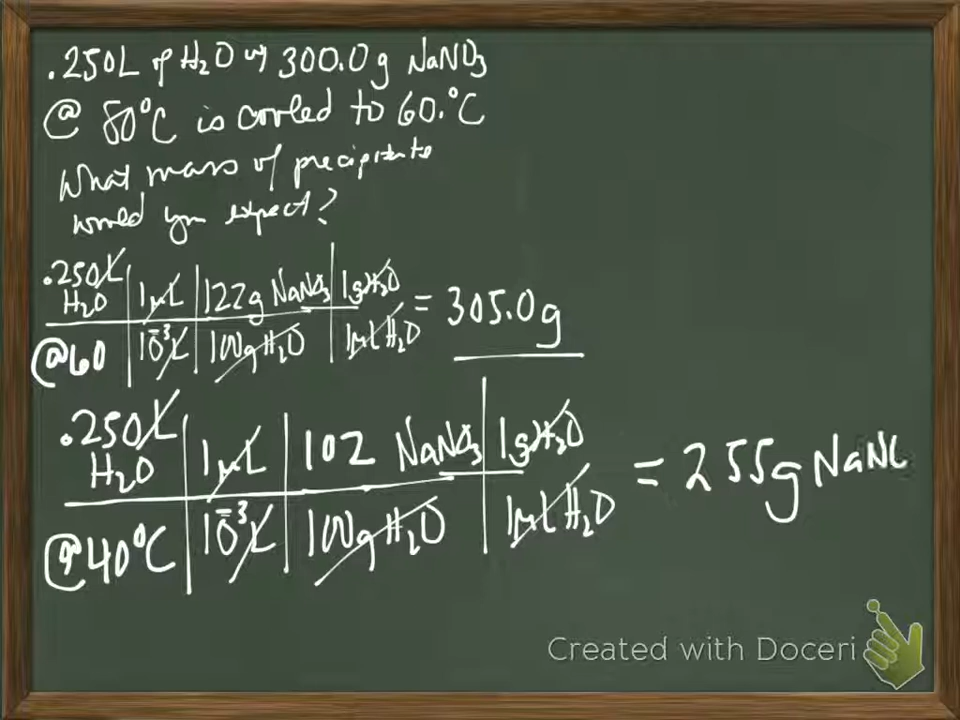 .250L of H₂O w/ 300.0g NaNO₃
@ 80°C is cooled to 60.°C
What mass of precipitate
would you expect?
.250L H₂O | 1mL | 122g NaNO₃ | 1g H₂O = 305.0g
@60 | 10⁻³L | 100g H₂O | 1mL H₂O
.250L H₂O | 1mL | 102 NaNO₃ | 1g H₂O = 255g NaNO
@40°C | 10⁻³L | 100g H₂O | 1mL H₂O
Created with Doceri